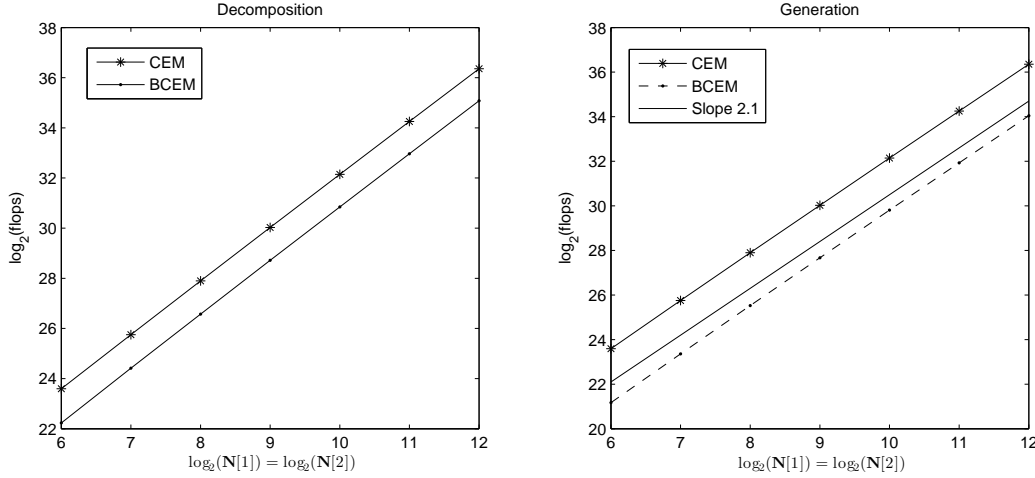 Decomposition
38
36
34
32
30
28
26
24
22
log₂(flops)
CEM
BCEM
6 7 8 9 10 11 12
log₂(N[1]) = log₂(N[2])
Generation
38
36
34
32
30
28
26
24
22
20
log₂(flops)
CEM
BCEM
Slope 2.1
6 7 8 9 10 11 12
log₂(N[1]) = log₂(N[2])